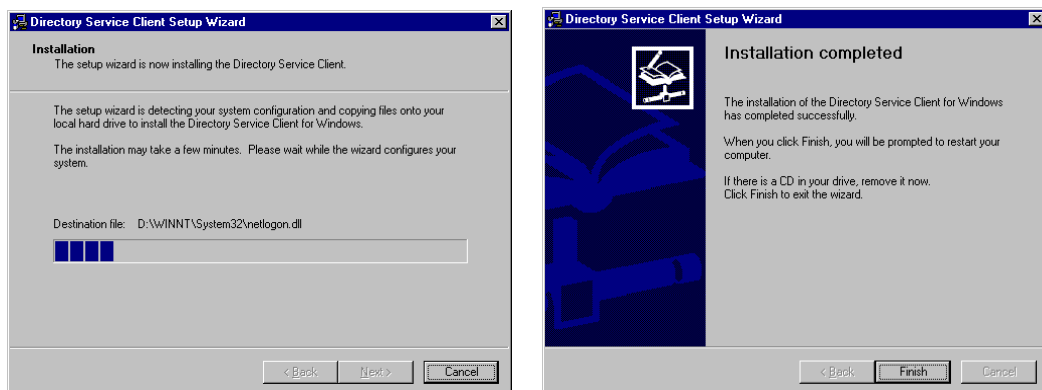 Directory Service Client Setup Wizard
Installation
The setup wizard is now installing the Directory Service Client.
The setup wizard is detecting your system configuration and copying files onto your
local hard drive to install the Directory Service Client for Windows.
The installation may take a few minutes. Please wait while the wizard configures your
system.
Destination file: D:\WINNT\System32\netlogon.dll
< Back
Next >
Cancel
Directory Service Client Setup Wizard
Installation completed
The installation of the Directory Service Client for Windows
has completed successfully.
When you click Finish, you will be prompted to restart your
computer.
If there is a CD in your drive, remove it now.
Click Finish to exit the wizard.
< Back
Finish
Cancel